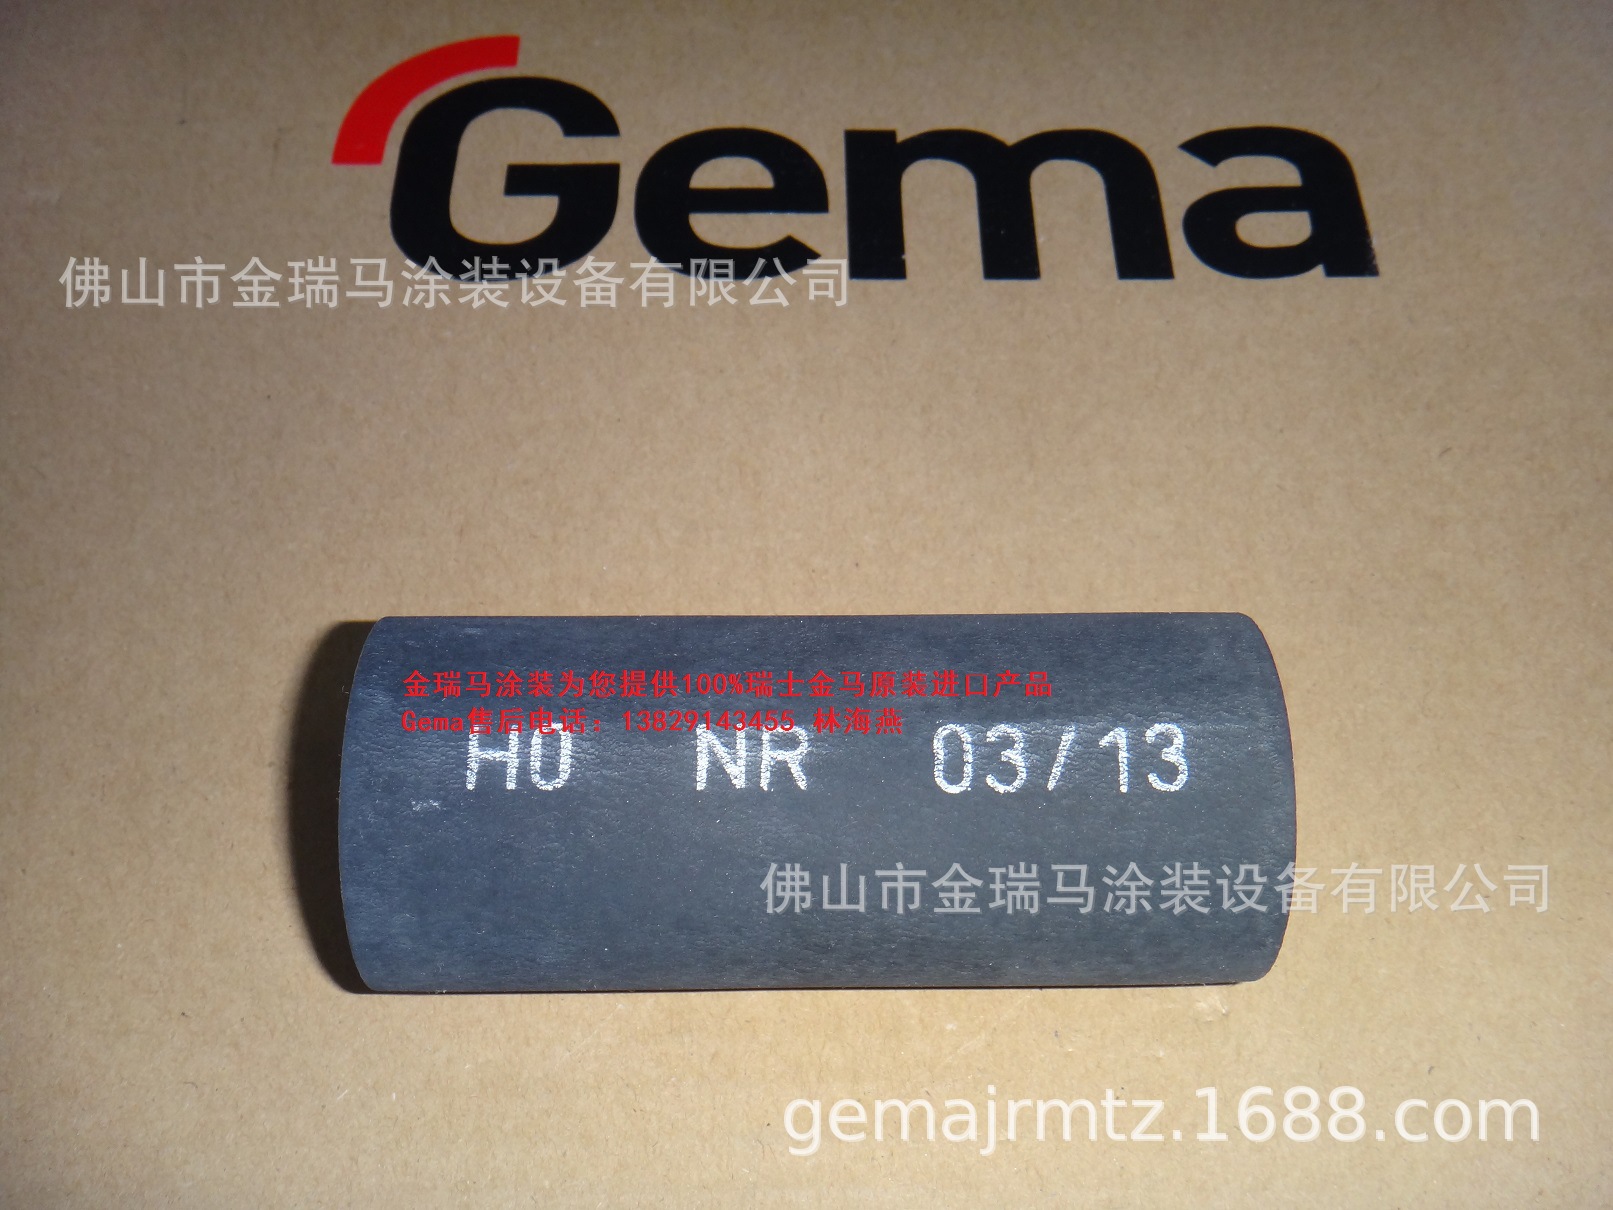 Gema
佛山市金瑞马涂装设备有限公司
金瑞马涂装为您提供100%瑞士金马原装进口产品
Gema售后电话：13829143455 林海燕
H0 NR 03/13
佛山市金瑞马涂装设备有限公司
gemajrmtz.1688.com